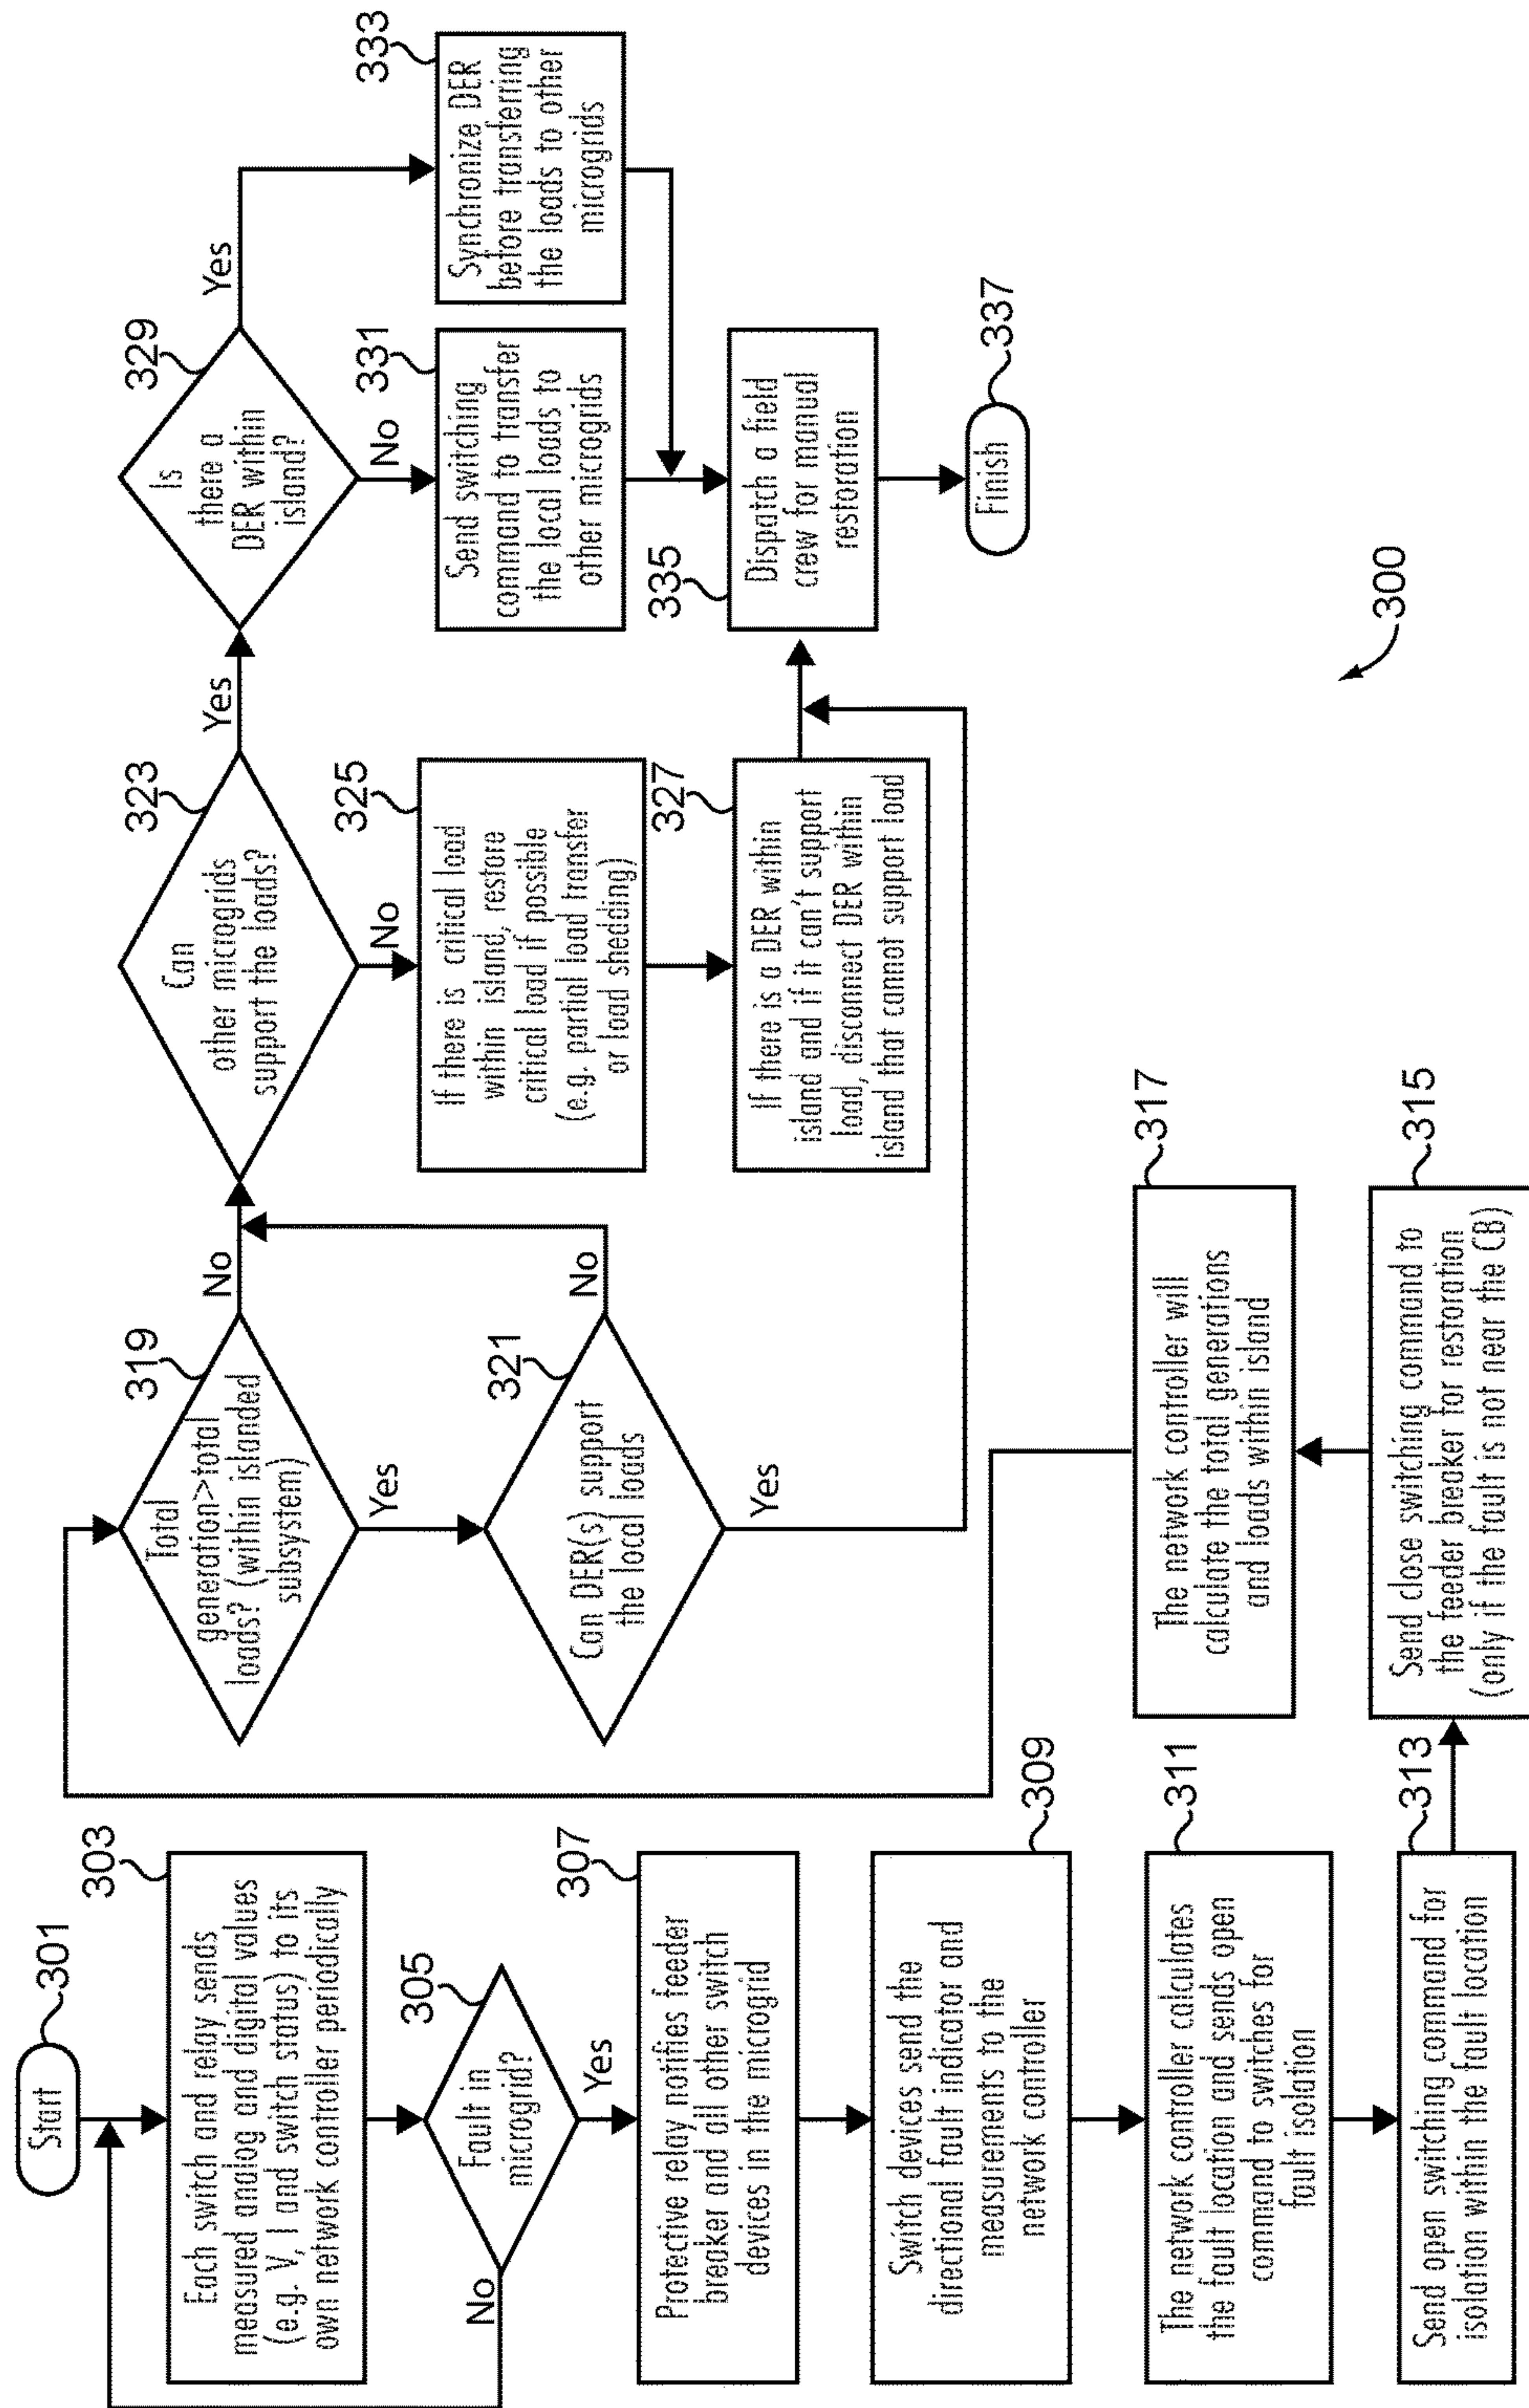 301
Start
303
Each switch and relay sends
measured analog and digital values
(e.g. V, I and switch status) to its
own network controller periodically
305
Fault in
microgrid?
No
Yes
307
Protective relay notifies feeder
breaker and all other switch
devices in the microgrid
Switch devices send the
directional fault indicator and
measurements to the
network controller
309
The network controller calculates
the fault location and sends open
command to switches for
fault isolation
311
Send open switching command for
isolation within the fault location
313
Send close switching command to
the feeder breaker for restoration
(only if the fault is not near the CB)
315
The network controller will
calculate the total generations
and loads within island
317
319
Total
generation>total
loads? (within islanded
subsystem)
No
Yes
321
Can DER(s) support
the local loads
No
Yes
323
Can
other microgrids
support the loads?
Yes
No
325
If there is critical load
within island, restore
critical load if possible
(e.g. partial load transfer
or load shedding)
327
If there is a DER within
island and if it can't support
load, disconnect DER within
island that cannot support load
329
Is
there a
DER within
island?
Yes
No
331
Send switching
command to transfer
the local loads to
other microgrids
333
Synchronize DER
before transferring
the loads to other
microgrids
335
Dispatch a field
crew for manual
restoration
Finish
337
300